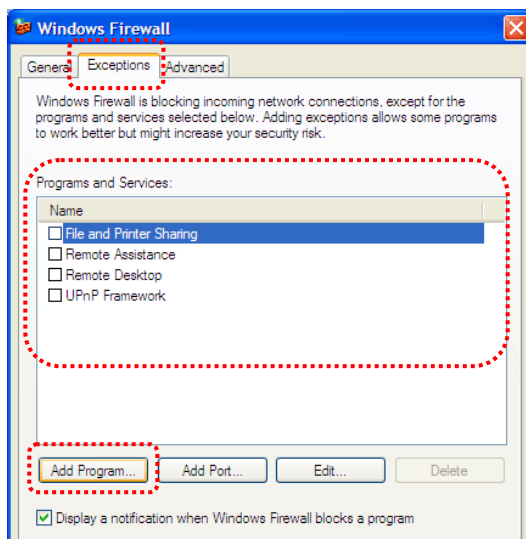 Windows Firewall
General Exceptions Advanced
Windows Firewall is blocking incoming network connections, except for the
programs and services selected below. Adding exceptions allows some programs
to work better but might increase your security risk.
Programs and Services:
Name
File and Printer Sharing
Remote Assistance
Remote Desktop
UPnP Framework
Add Program... Add Port... Edit... Delete
Display a notification when Windows Firewall blocks a program